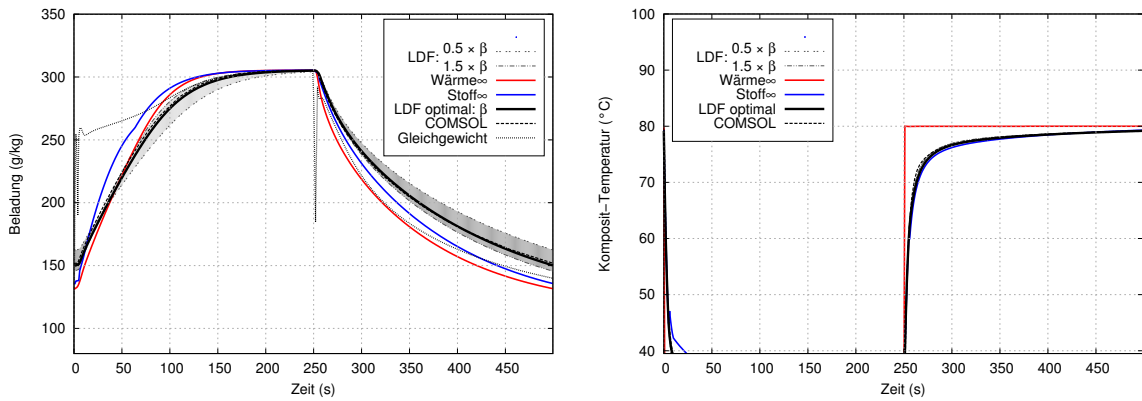 Beladung (g/kg)
350
300
250
200
150
100
0 50 100 150 200 250 300 350 400 450
Zeit (s)
LDF: 0.5 × β
1.5 × β
Wärme∞
Stoff∞
LDF optimal: β
COMSOL
Gleichgewicht
Komposit−Temperatur (°C)
100
90
80
70
60
50
40
0 50 100 150 200 250 300 350 400 450
Zeit (s)
LDF: 0.5 × β
1.5 × β
Wärme∞
Stoff∞
LDF optimal
COMSOL